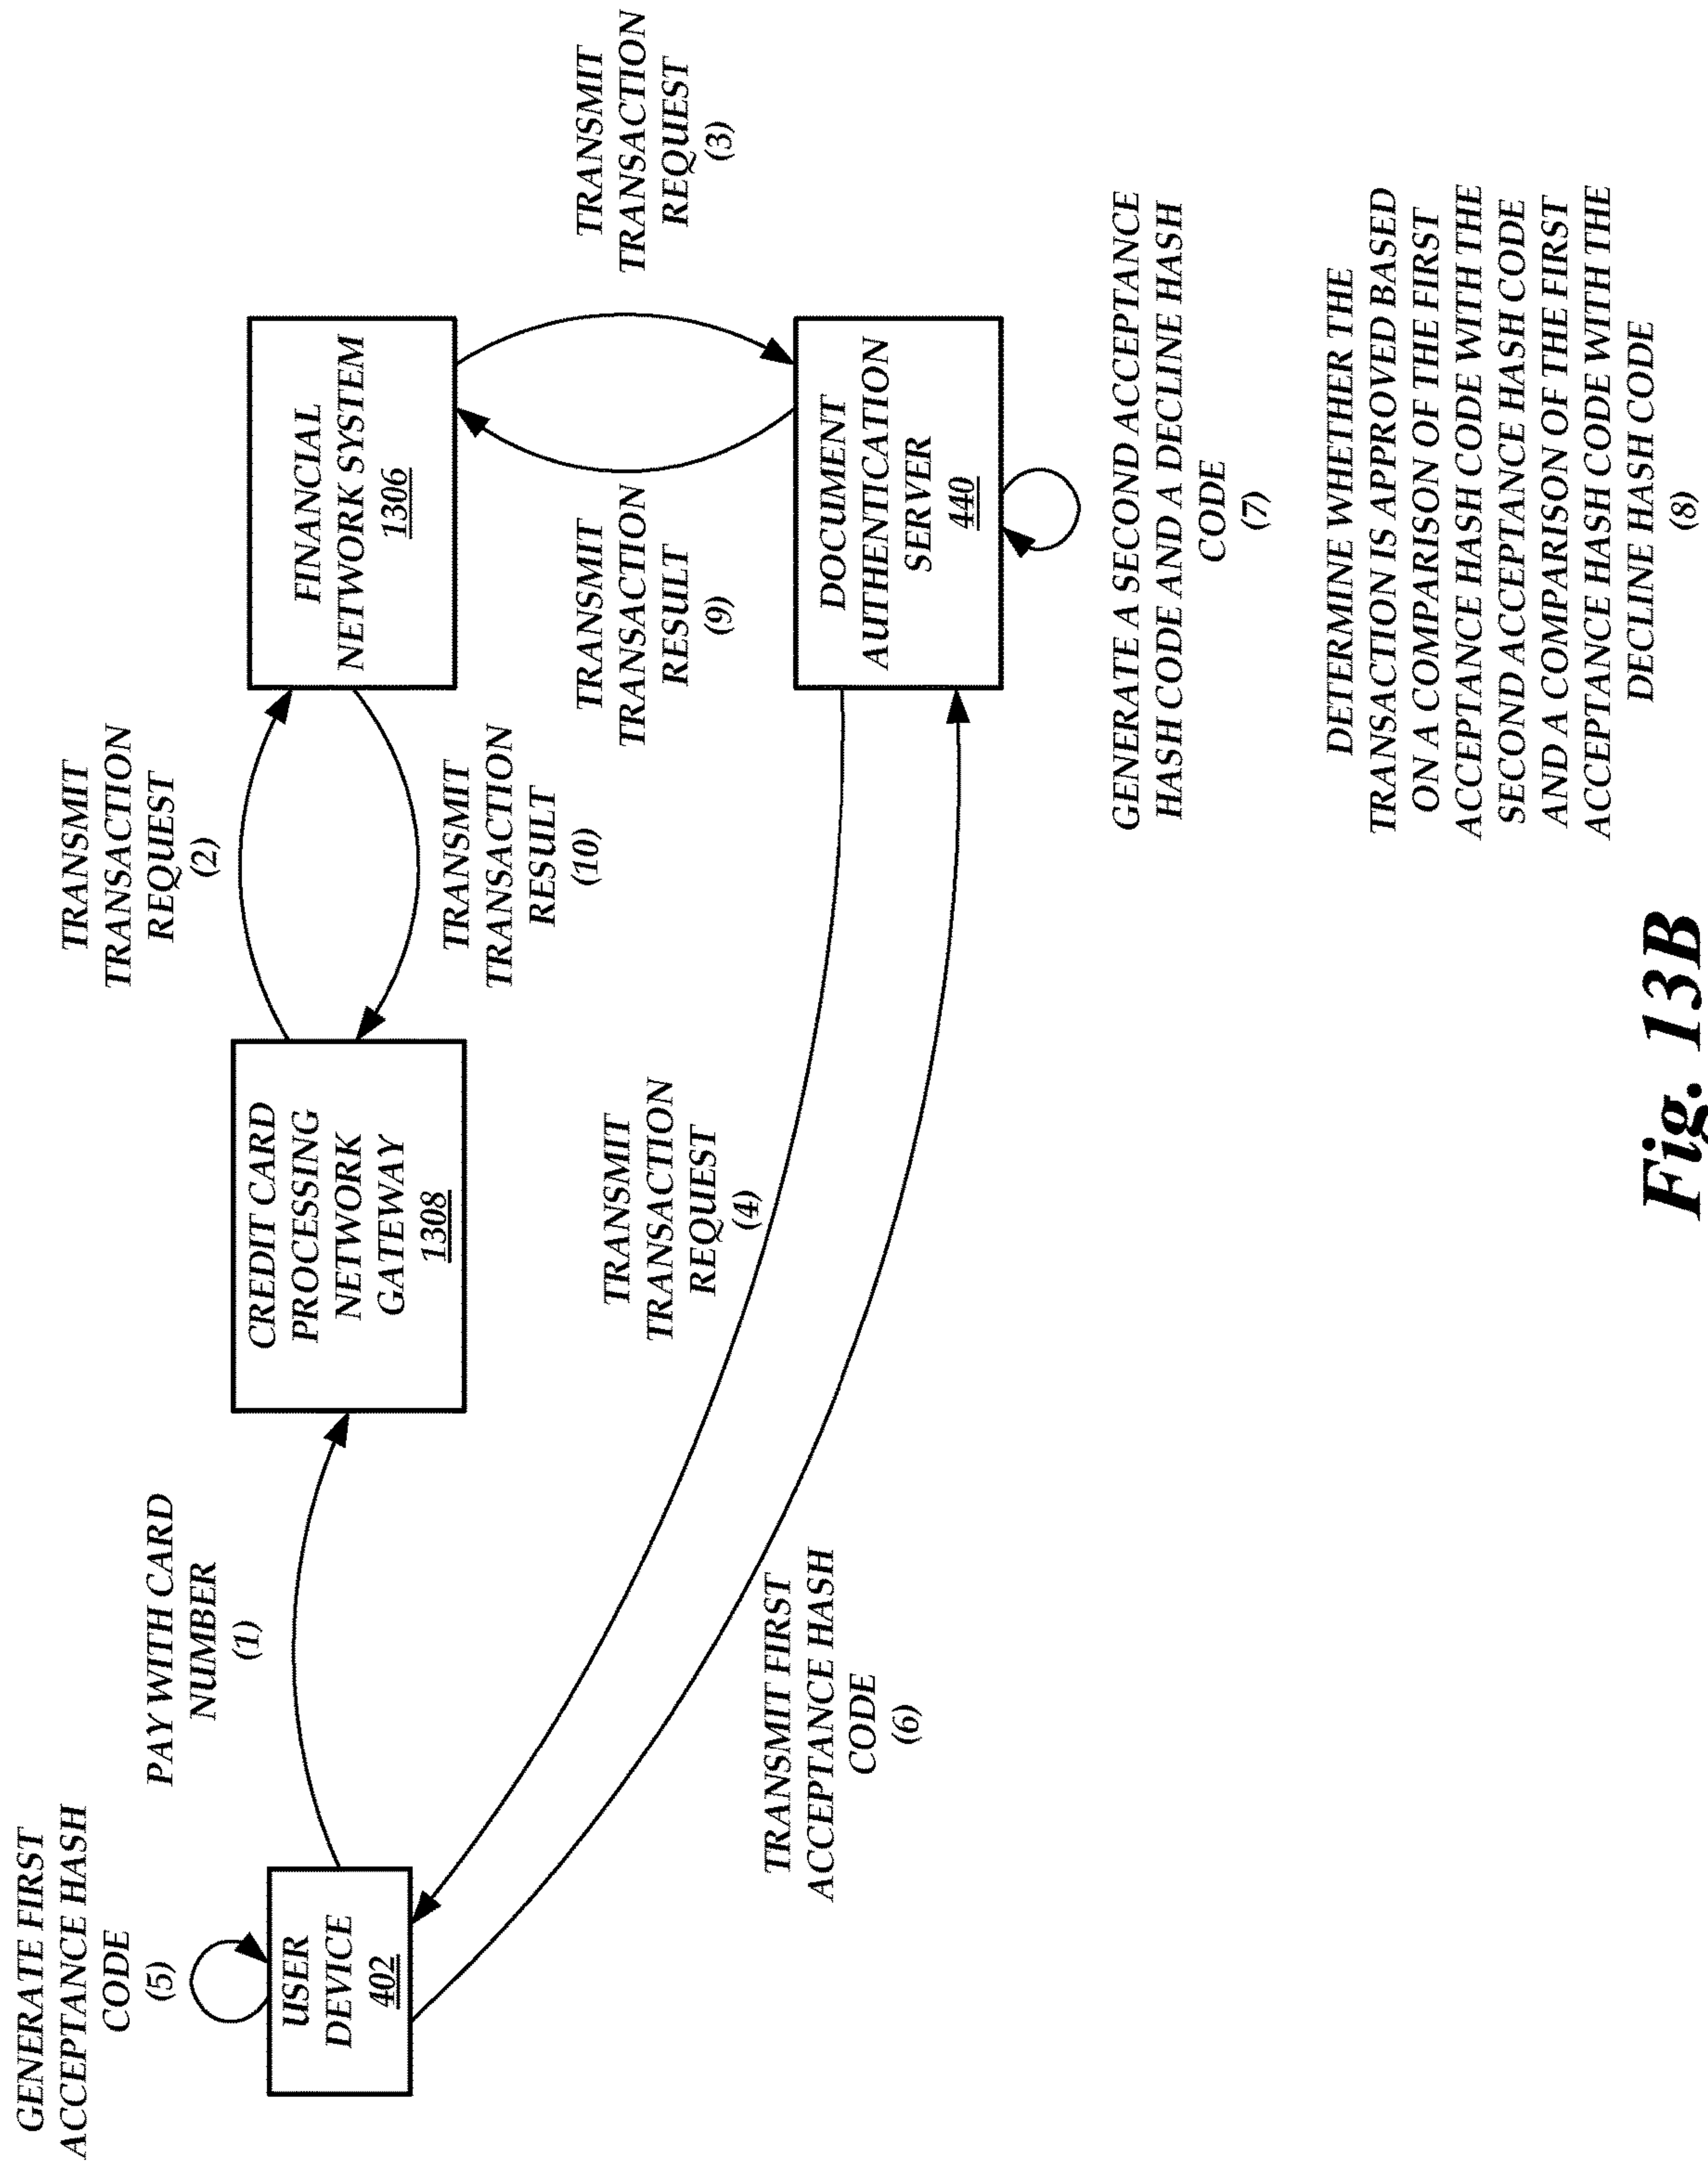 GENERATE FIRST
ACCEPTANCE HASH
CODE
(5)
USER
DEVICE
402
PAY WITH CARD
NUMBER
(1)
CREDIT CARD
PROCESSING
NETWORK
GATEWAY
1308
TRANSMIT
TRANSACTION
REQUEST
(2)
TRANSMIT
TRANSACTION
RESULT
(10)
FINANCIAL
NETWORK SYSTEM
1306
TRANSMIT
TRANSACTION
REQUEST
(3)
TRANSMIT
TRANSACTION
RESULT
(9)
TRANSMIT
TRANSACTION
REQUEST
(4)
TRANSMIT FIRST
ACCEPTANCE HASH
CODE
(6)
DOCUMENT
AUTHENTICATION
SERVER
440
GENERATE A SECOND ACCEPTANCE
HASH CODE AND A DECLINE HASH
CODE
(7)
DETERMINE WHETHER THE
TRANSACTION IS APPROVED BASED
ON A COMPARISON OF THE FIRST
ACCEPTANCE HASH CODE WITH THE
SECOND ACCEPTANCE HASH CODE
AND A COMPARISON OF THE FIRST
ACCEPTANCE HASH CODE WITH THE
DECLINE HASH CODE
(8)
Fig. 13B